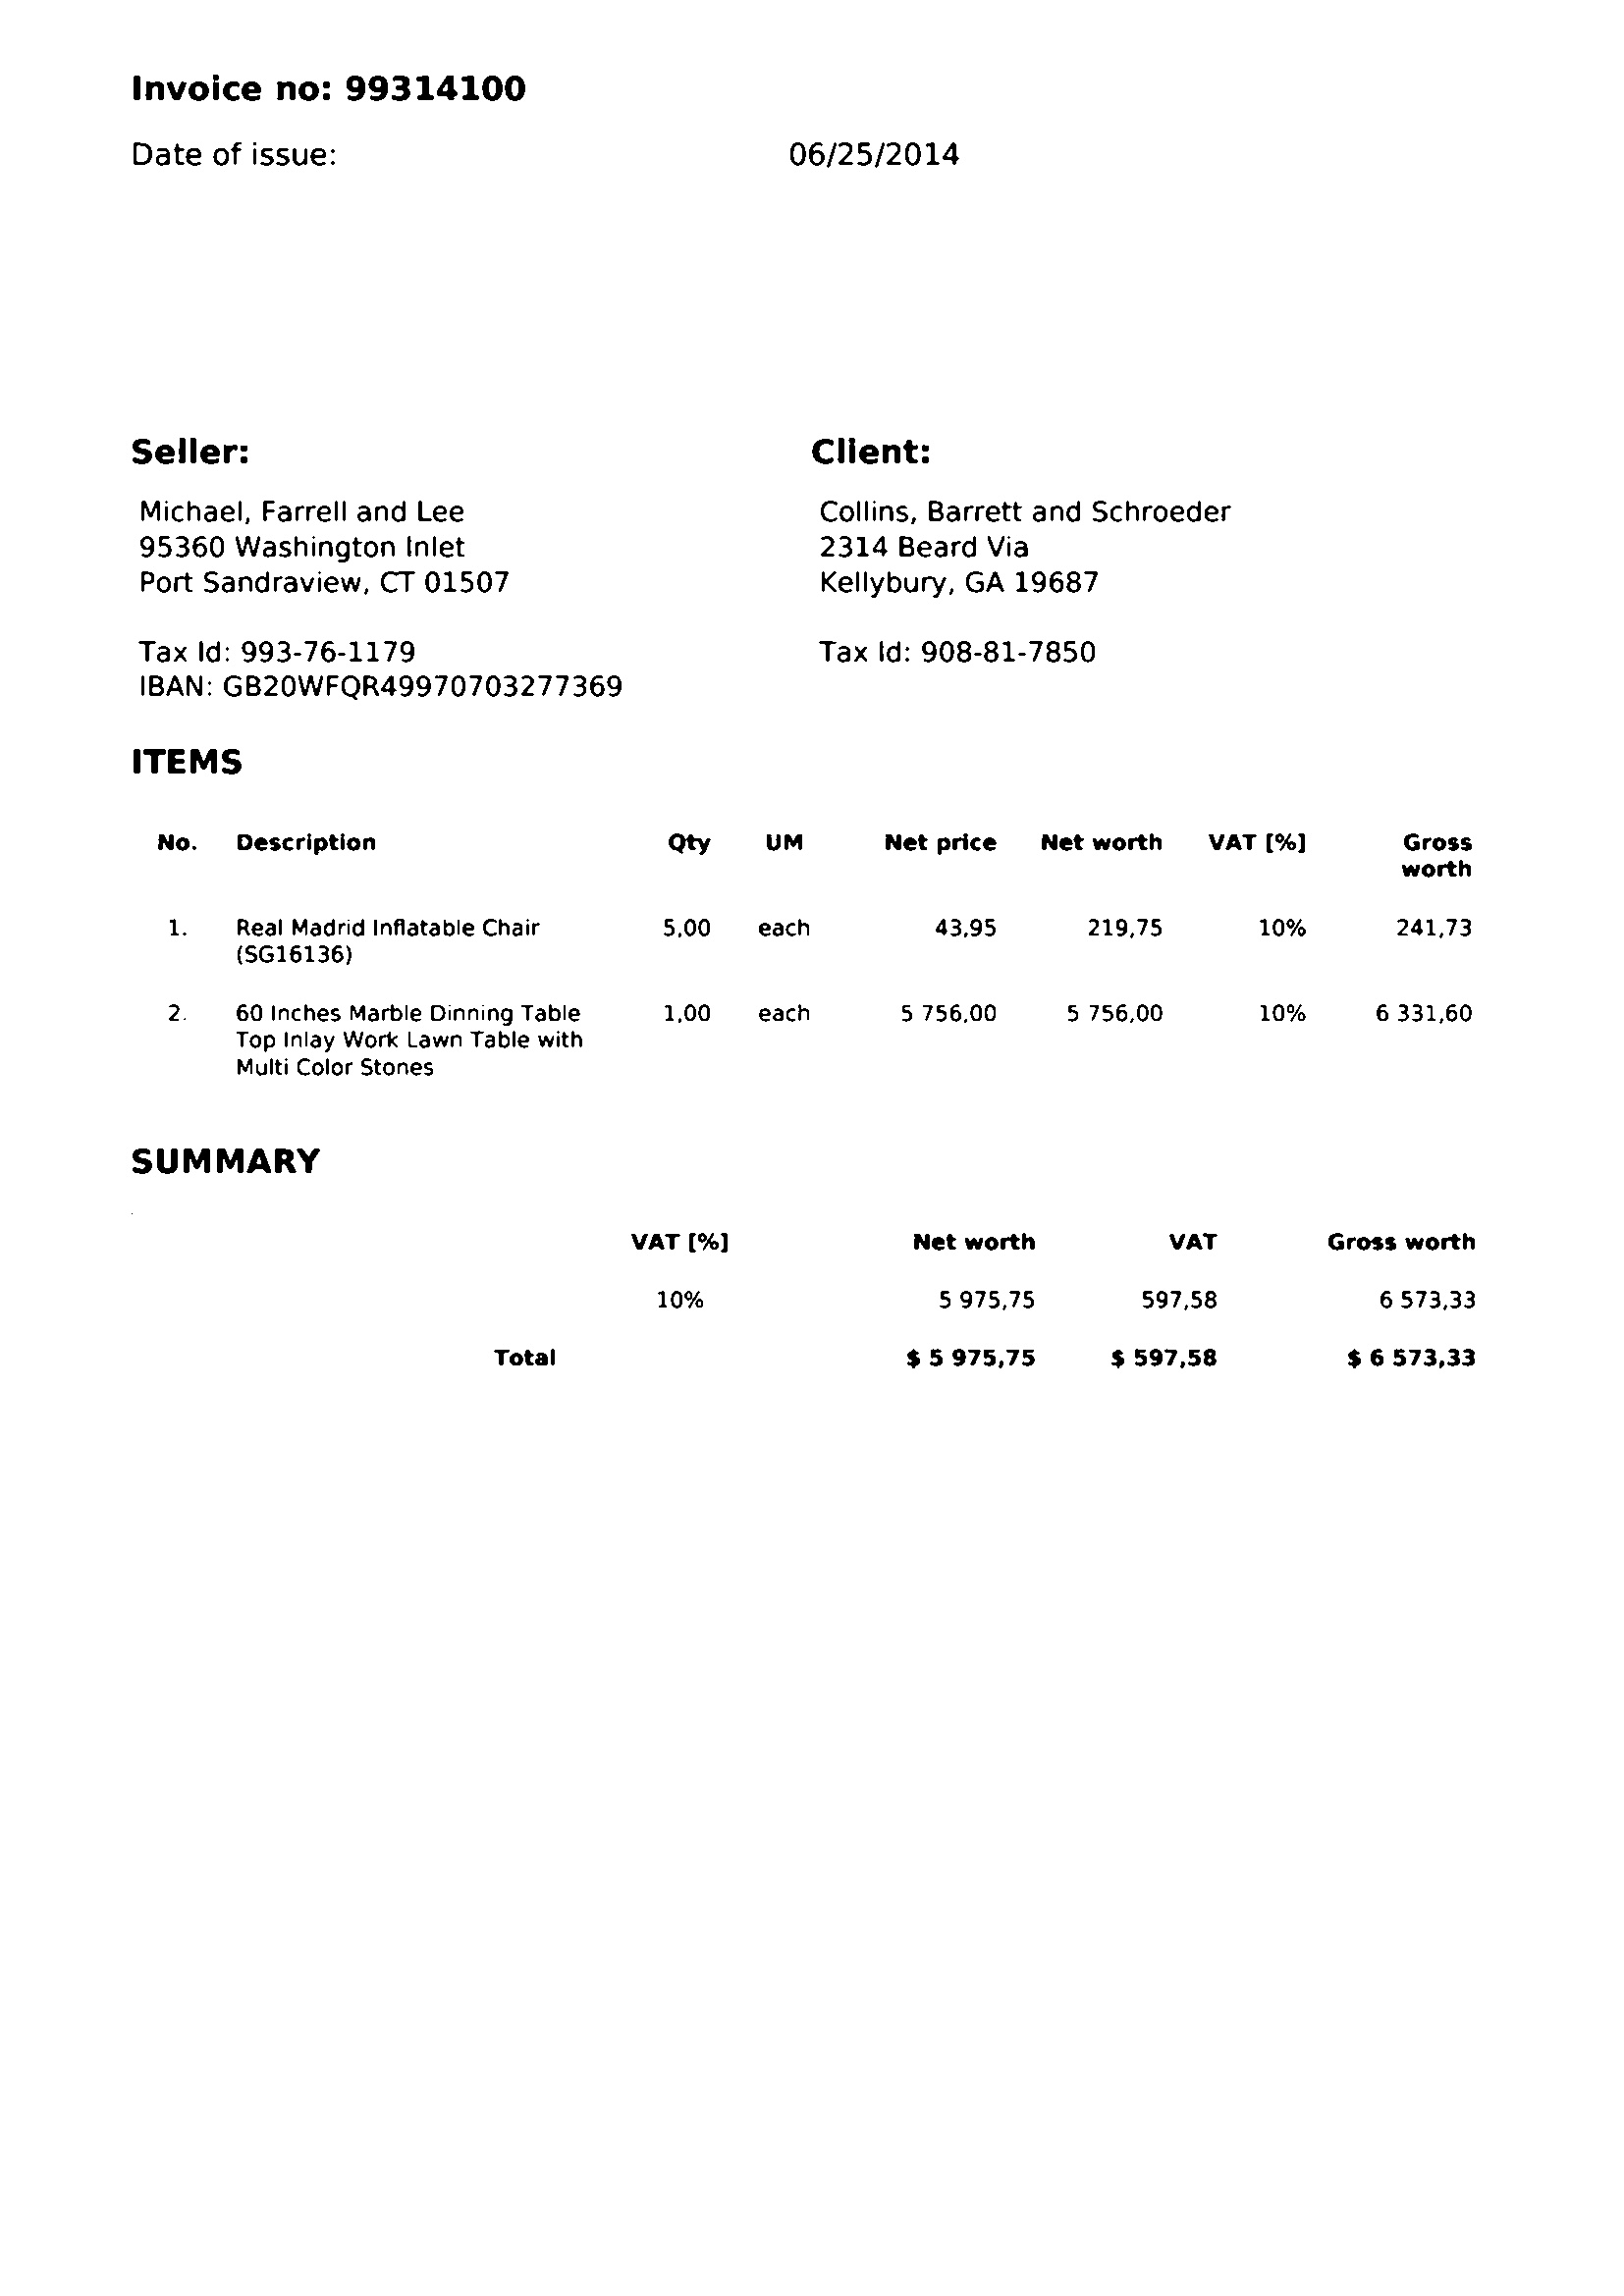 Invoice no: 99314100
Date of issue: 06/25/2014
Seller: Client:
Michael, Farrell and Lee Collins, Barrett and Schroeder
95360 Washington Inlet 2314 Beard Via
Port Sandraview, CT 01507 Kellybury, GA 19687
Tax Id: 993-76-1179 Tax Id: 908-81-7850
IBAN: GB20WFQR49970703277369
ITEMS
No. Description Qty UM Net price Net worth VAT [%] Gross
worth
1. Real Madrid Inflatable Chair 5,00 each 43,95 219,75 10% 241,73
(SG16136)
2. 60 Inches Marble Dinning Table 1,00 each 5 756,00 5 756,00 10% 6 331,60
Top Inlay Work Lawn Table with
Multi Color Stones
SUMMARY
VAT [%] Net worth VAT Gross worth
10% 5 975,75 597,58 6 573,33
Total $ 5 975,75 $ 597,58 $ 6 573,33